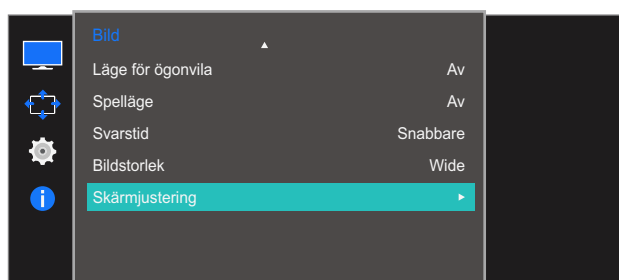 Bild
Läge för ögonvila Av
Spelläge Av
Svarstid Snabbare
Bildstorlek Wide
Skärmjustering